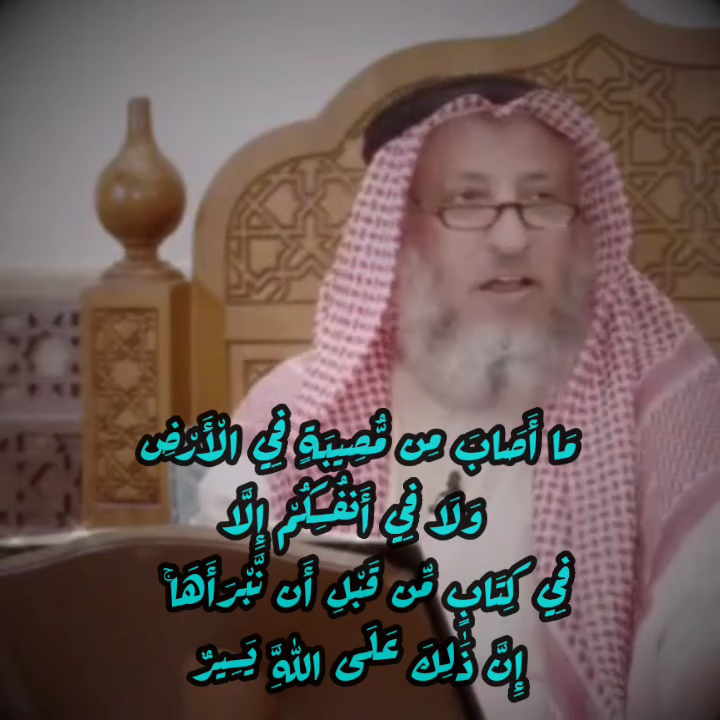 مَا أَصَابَ مِن مُّصِيبَةٍ فِي الْأَرْضِ
وَلَا فِي أَنفُسِكُمْ إِلَّا
فِي كِتَابٍ مِّن قَبْلِ أَن نَّبْرَأَهَا ۚ
إِنَّ ذَٰلِكَ عَلَى اللَّهِ يَسِيرٌ